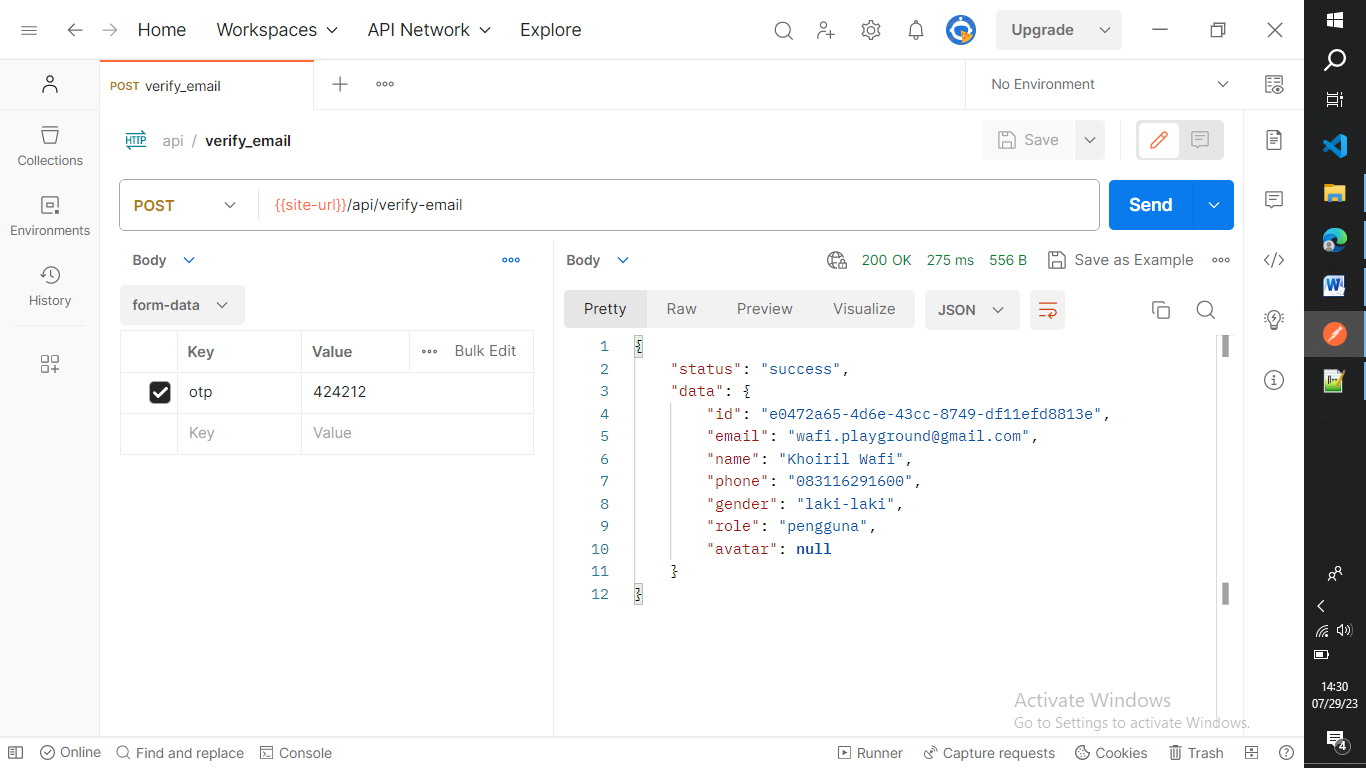 Home Workspaces API Network Explore Upgrade
POST verify_email No Environment
HTTP api / verify_email Save
POST {{site-url}}/api/verify-email Send
Collections
Environments
History
Body
form-data
Key Value Bulk Edit
otp 424212
Key Value
Body 200 OK 275 ms 556 B Save as Example
Pretty Raw Preview Visualize JSON
1 {
2 "status": "success",
3 "data": {
4 "id": "e0472a65-4d6e-43cc-8749-df11efd8813e",
5 "email": "wafi.playground@gmail.com",
6 "name": "Khoiril Wafi",
7 "phone": "083116291600",
8 "gender": "laki-laki",
9 "role": "pengguna",
10 "avatar": null
11 }
12 }
Activate Windows
Go to Settings to activate Windows.
Online Find and replace Console Runner Capture requests Cookies Trash
14:30
07/29/23
4